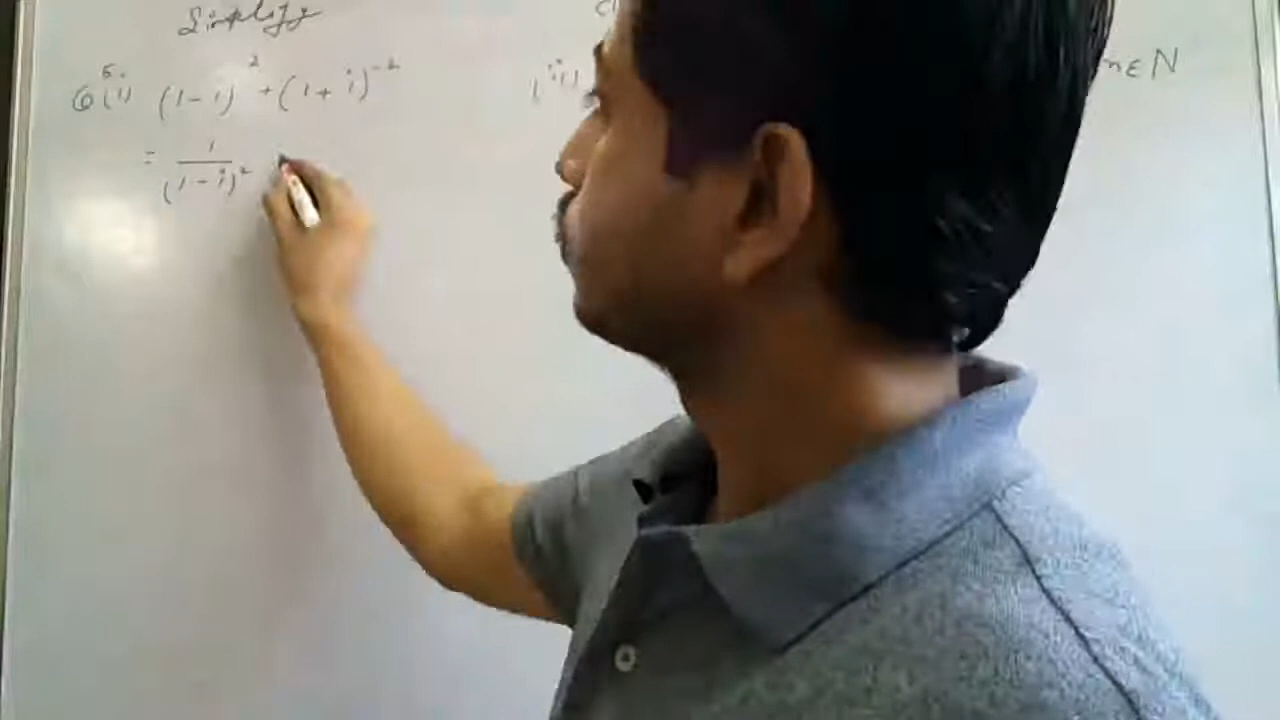 Simplify
6 (i) (1-i)² + (1+i)⁻²
(ii)
n∈N
= 1/(1-i)²